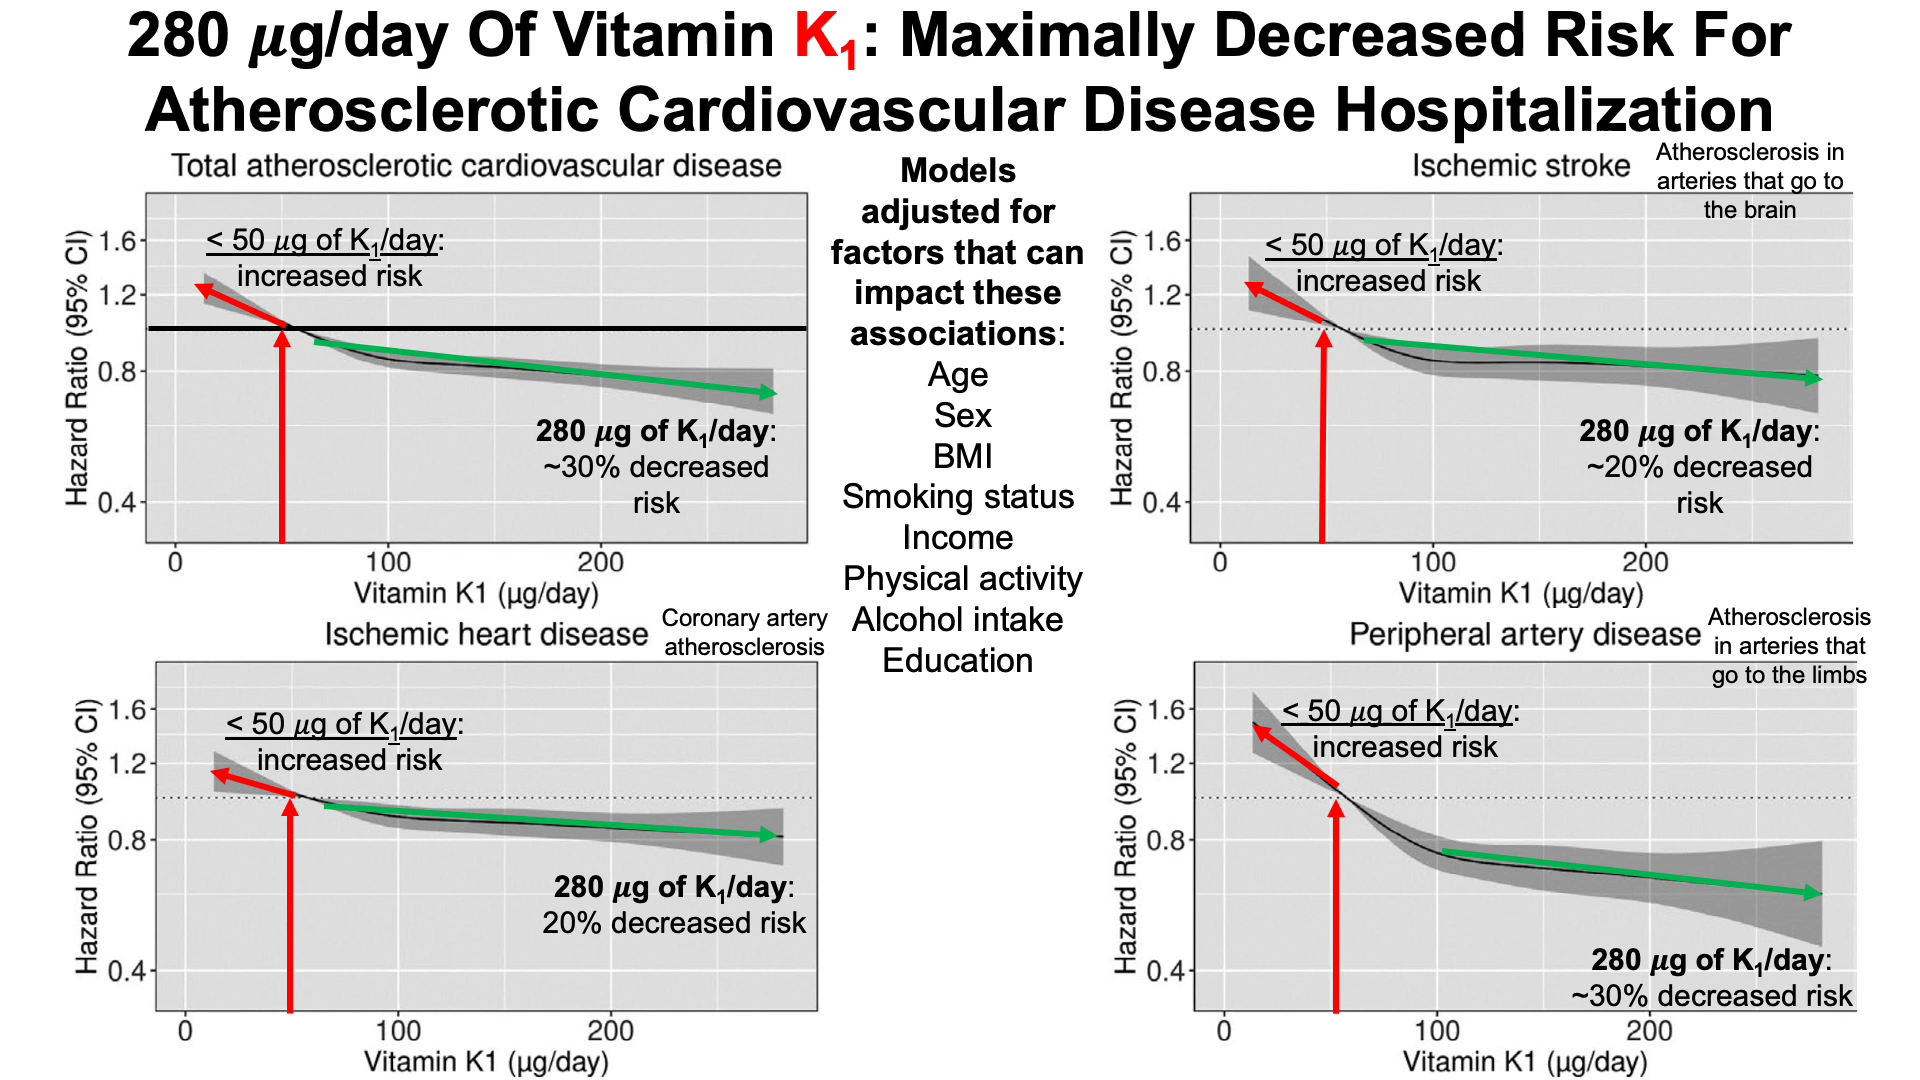 280 μg/day Of Vitamin K₁: Maximally Decreased Risk For
Atherosclerotic Cardiovascular Disease Hospitalization
Total atherosclerotic cardiovascular disease
Hazard Ratio (95% CI)
1.6
1.2
0.8
0.4
< 50 μg of K₁/day:
increased risk
280 μg of K₁/day:
~30% decreased
risk
0
100
200
Vitamin K1 (μg/day)
Models
adjusted for
factors that can
impact these
associations:
Age
Sex
BMI
Smoking status
Income
Physical activity
Alcohol intake
Education
Ischemic stroke
Atherosclerosis in
arteries that go to
the brain
Hazard Ratio (95% CI)
1.6
1.2
0.8
0.4
< 50 μg of K₁/day:
increased risk
280 μg of K₁/day:
~20% decreased
risk
0
100
200
Vitamin K1 (μg/day)
Ischemic heart disease
Coronary artery
atherosclerosis
Hazard Ratio (95% CI)
1.6
1.2
0.8
0.4
< 50 μg of K₁/day:
increased risk
280 μg of K₁/day:
20% decreased risk
0
100
200
Vitamin K1 (μg/day)
Peripheral artery disease
Atherosclerosis
in arteries that
go to the limbs
Hazard Ratio (95% CI)
1.6
1.2
0.8
0.4
< 50 μg of K₁/day:
increased risk
280 μg of K₁/day:
~30% decreased risk
0
100
200
Vitamin K1 (μg/day)